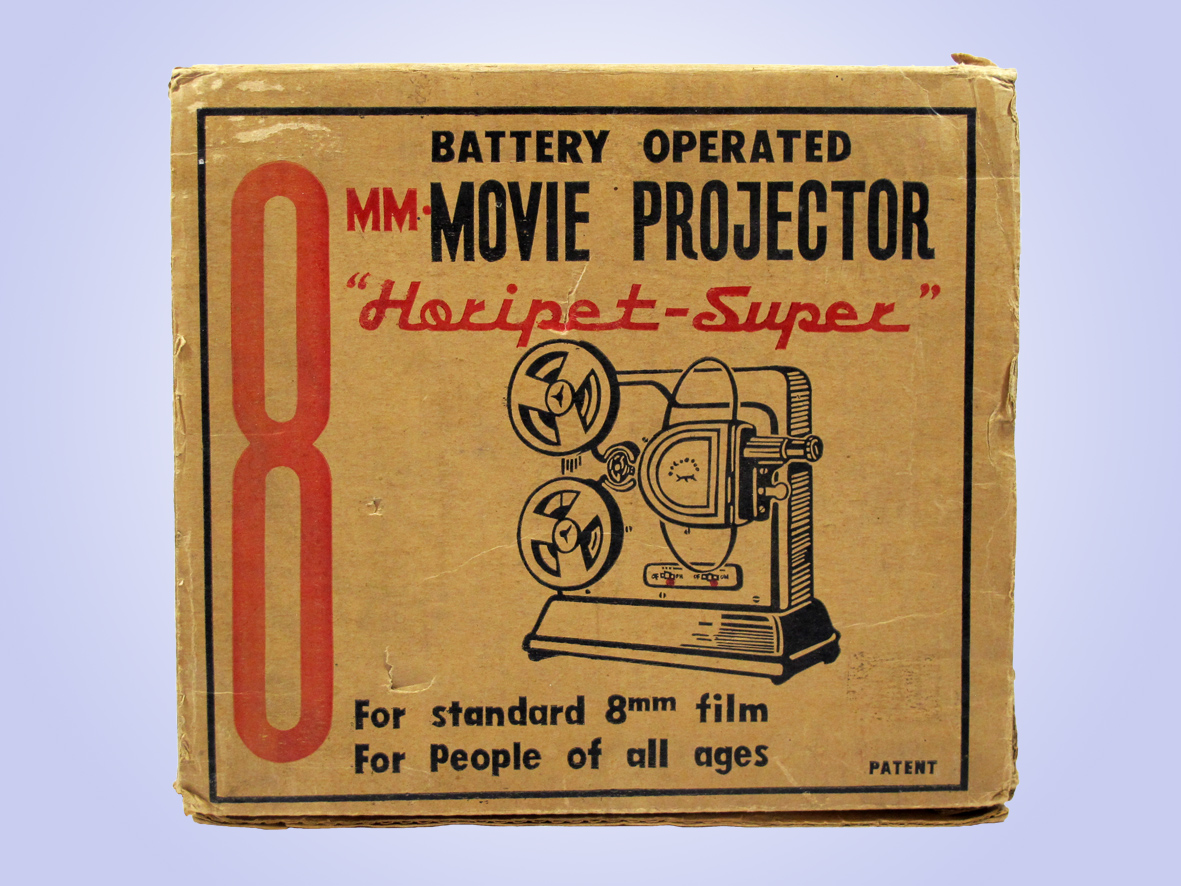 BATTERY OPERATED
8 MM·MOVIE PROJECTOR
“Horipet-Super”
For standard 8mm film
For People of all ages
PATENT